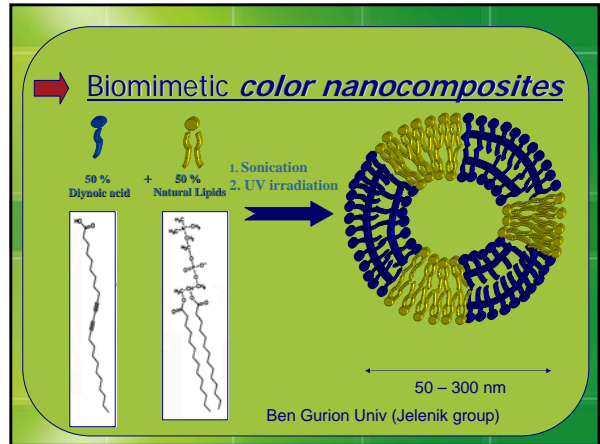 Biomimetic color nanocomposites
50 %
Diynoic acid
+
50 %
Natural Lipids
1. Sonication
2. UV irradiation
50 – 300 nm
Ben Gurion Univ (Jelenik group)